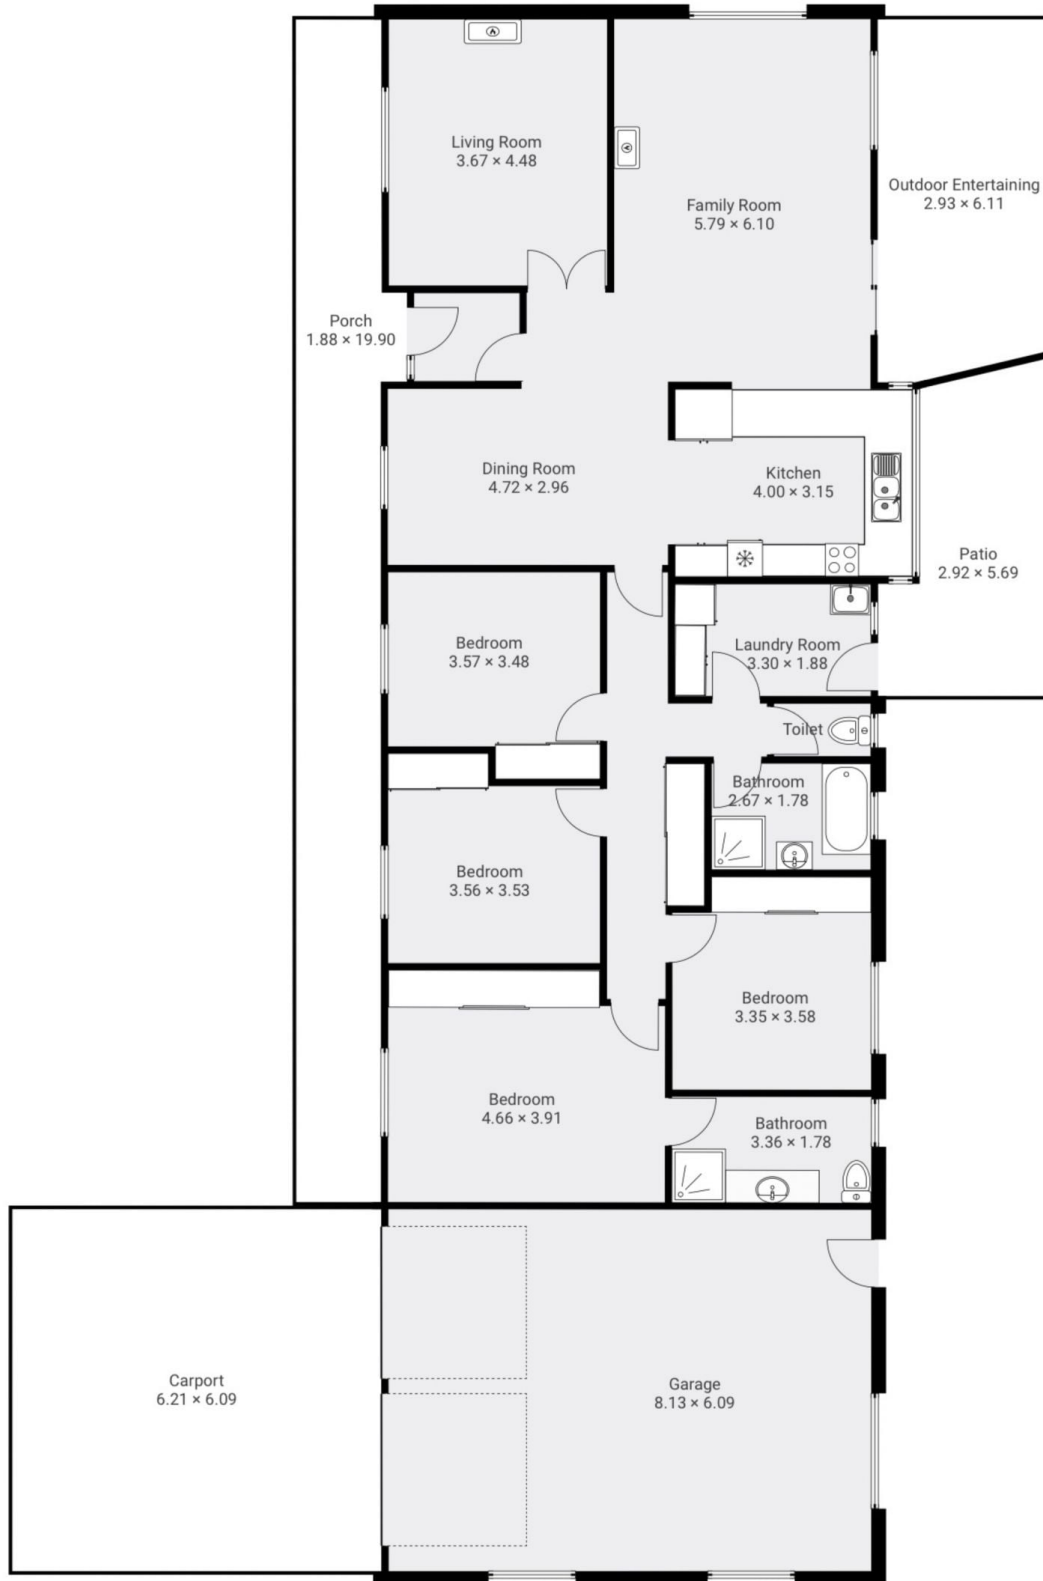 Living Room
3.67 × 4.48
Family Room
5.79 × 6.10
Outdoor Entertaining
2.93 × 6.11
Porch
1.88 × 19.90
Dining Room
4.72 × 2.96
Kitchen
4.00 × 3.15
Patio
2.92 × 5.69
Bedroom
3.57 × 3.48
Laundry Room
3.30 × 1.88
Toilet
Bathroom
2.67 × 1.78
Bedroom
3.56 × 3.53
Bedroom
3.35 × 3.58
Bedroom
4.66 × 3.91
Bathroom
3.36 × 1.78
Carport
6.21 × 6.09
Garage
8.13 × 6.09